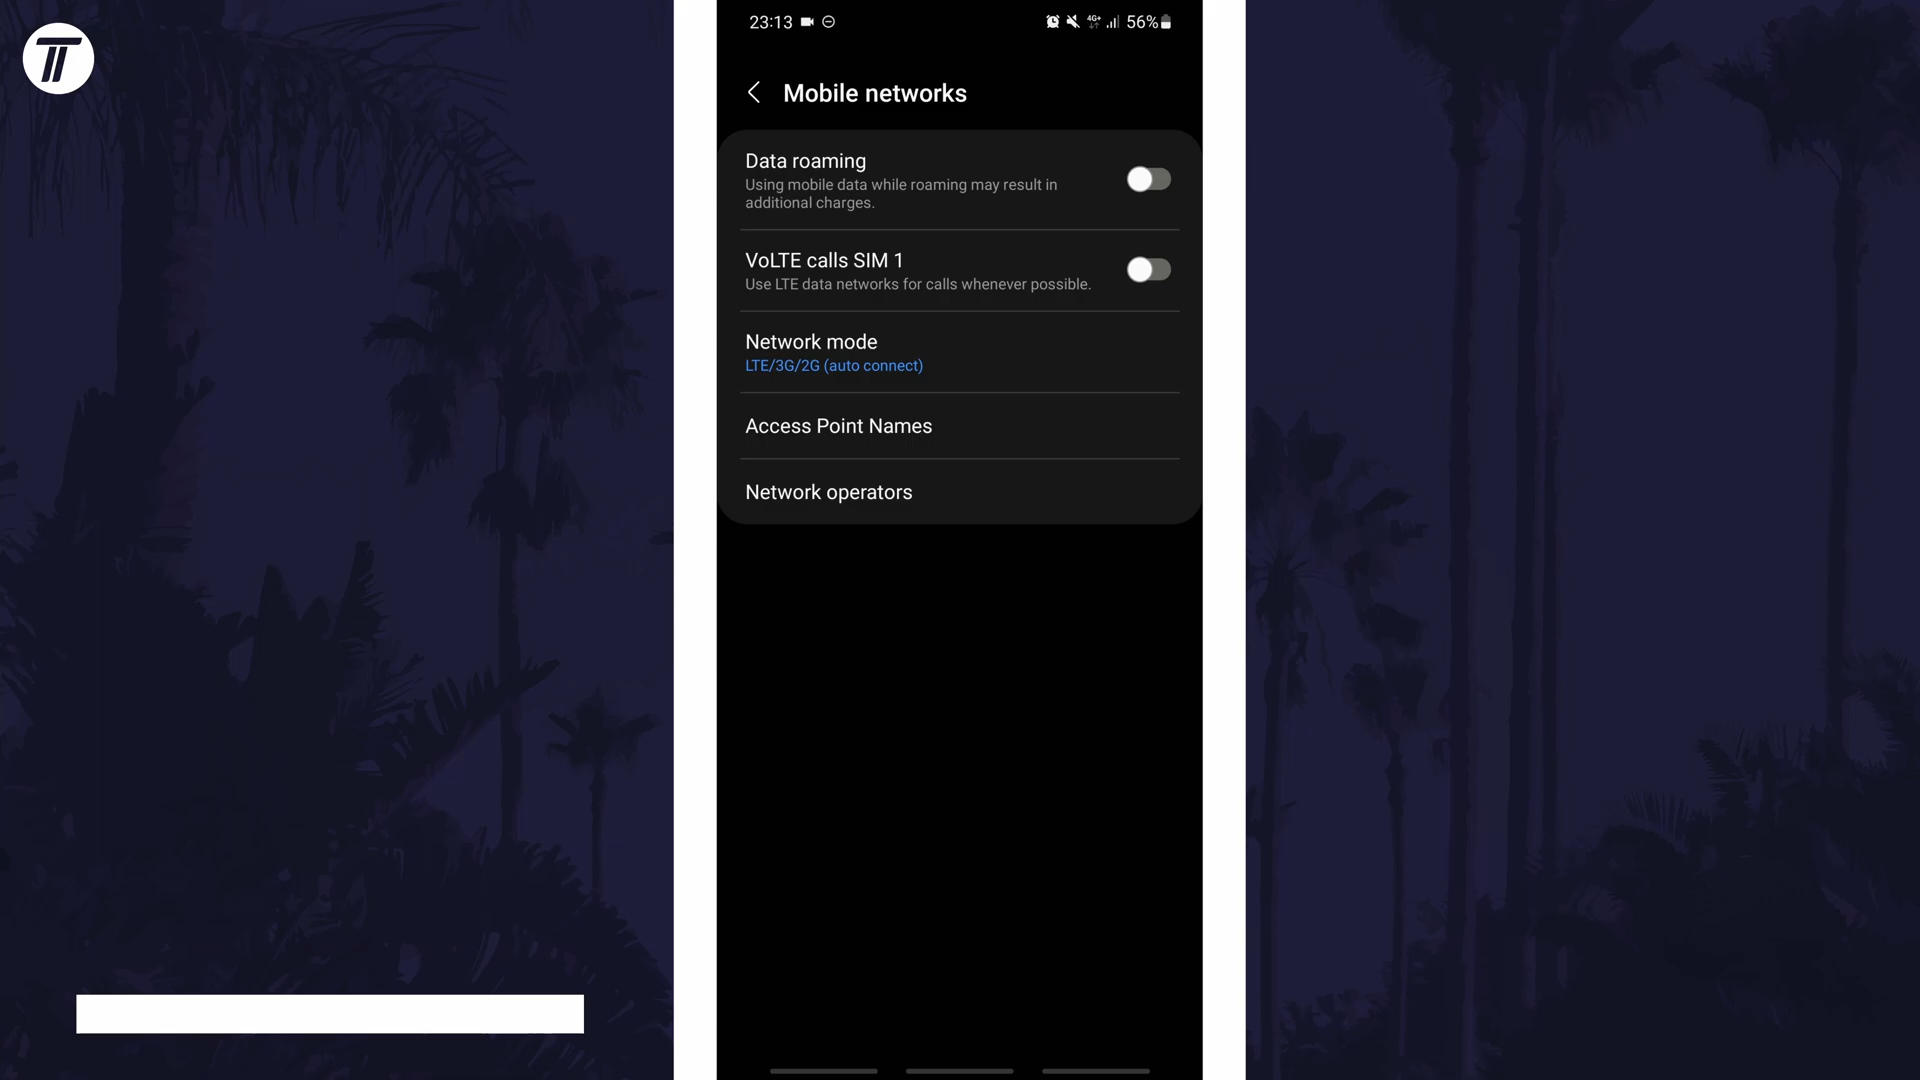 23:13 4G+ 56%
Mobile networks
Data roaming
Using mobile data while roaming may result in
additional charges.
VoLTE calls SIM 1
Use LTE data networks for calls whenever possible.
Network mode
LTE/3G/2G (auto connect)
Access Point Names
Network operators